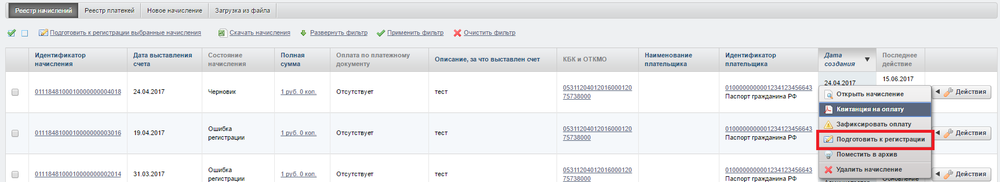 Реестр начислений Реестр платежей Новое начисление Загрузка из файла
Подготовить к регистрации выбранные начисления Скачать начисления Развернуть фильтр Применить фильтр Очистить фильтр
Идентификатор начисления Дата выставления счета Состояние начисления Полная сумма Оплата по платежному документу Описание, за что выставлен счет КБК и ОТКМО Наименование плательщика Идентификатор плательщика Дата создания Последнее действие
0111848100010000000004018 24.04.2017 Черновик 1 руб. 0 коп. Отсутствует тест 05311204012016000120 75738000 0100000000001234123456643 Паспорт гражданина РФ 24.04.2017 15.06.2017 Действия
0111848100010000000003016 19.04.2017 Ошибка регистрации 1 руб. 0 коп. Отсутствует тест 05311204012016000120 75738000 0100000000001234123456643 Паспорт гражданина РФ Действия
0111848100010000000002014 31.03.2017 Ошибка регистрации 1 руб. 0 коп. Отсутствует тест 05311204012016000120 75738000 0100000000001234123456643 Паспорт гражданина РФ Действия
Открыть начисление
Квитанция на оплату
Зафиксировать оплату
Подготовить к регистрации
Поместить в архив
Удалить начисление